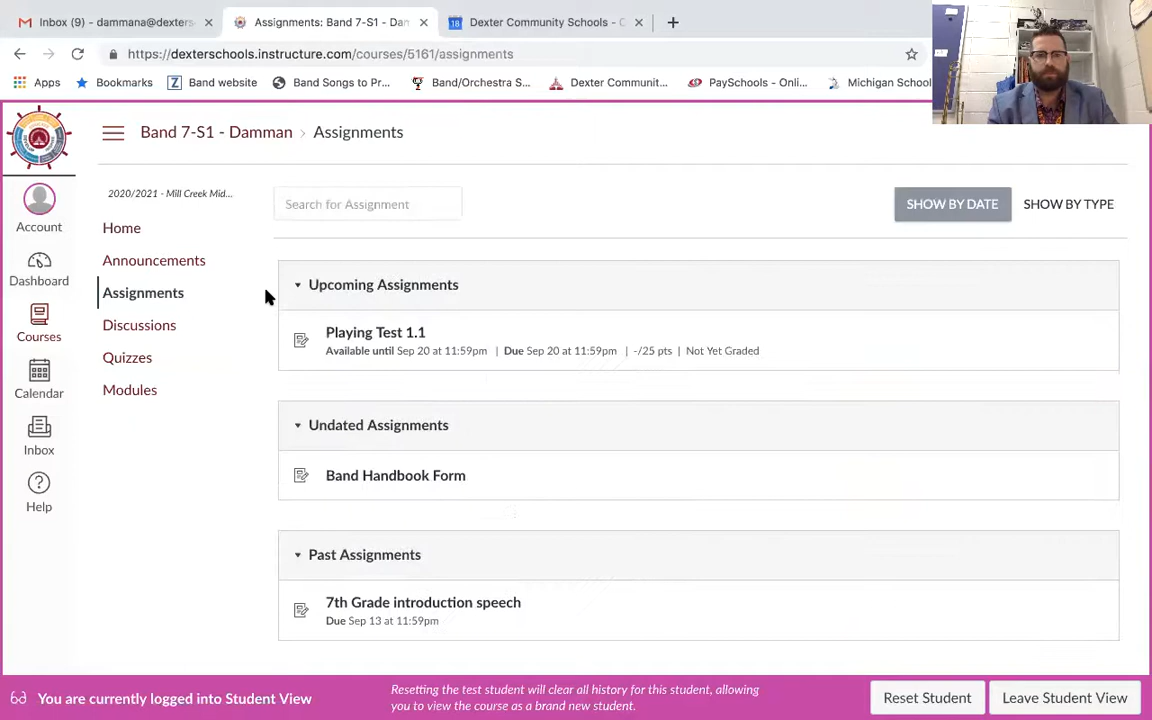 Inbox (9) - dammana@dexters
Assignments: Band 7-S1 - Dam
Dexter Community Schools - C
https://dexterschools.instructure.com/courses/5161/assignments
Apps
Bookmarks
Band website
Band Songs to Pr...
Band/Orchestra S...
Dexter Communit...
PaySchools - Onli...
Michigan School
Band 7-S1 - Damman › Assignments
2020/2021 - Mill Creek Mid...
Search for Assignment
SHOW BY DATE
SHOW BY TYPE
Account
Dashboard
Courses
Calendar
Inbox
Help
Home
Announcements
Assignments
Discussions
Quizzes
Modules
Upcoming Assignments
Playing Test 1.1
Available until Sep 20 at 11:59pm | Due Sep 20 at 11:59pm | -/25 pts | Not Yet Graded
Undated Assignments
Band Handbook Form
Past Assignments
7th Grade introduction speech
Due Sep 13 at 11:59pm
You are currently logged into Student View
Resetting the test student will clear all history for this student, allowing
you to view the course as a brand new student.
Reset Student
Leave Student View